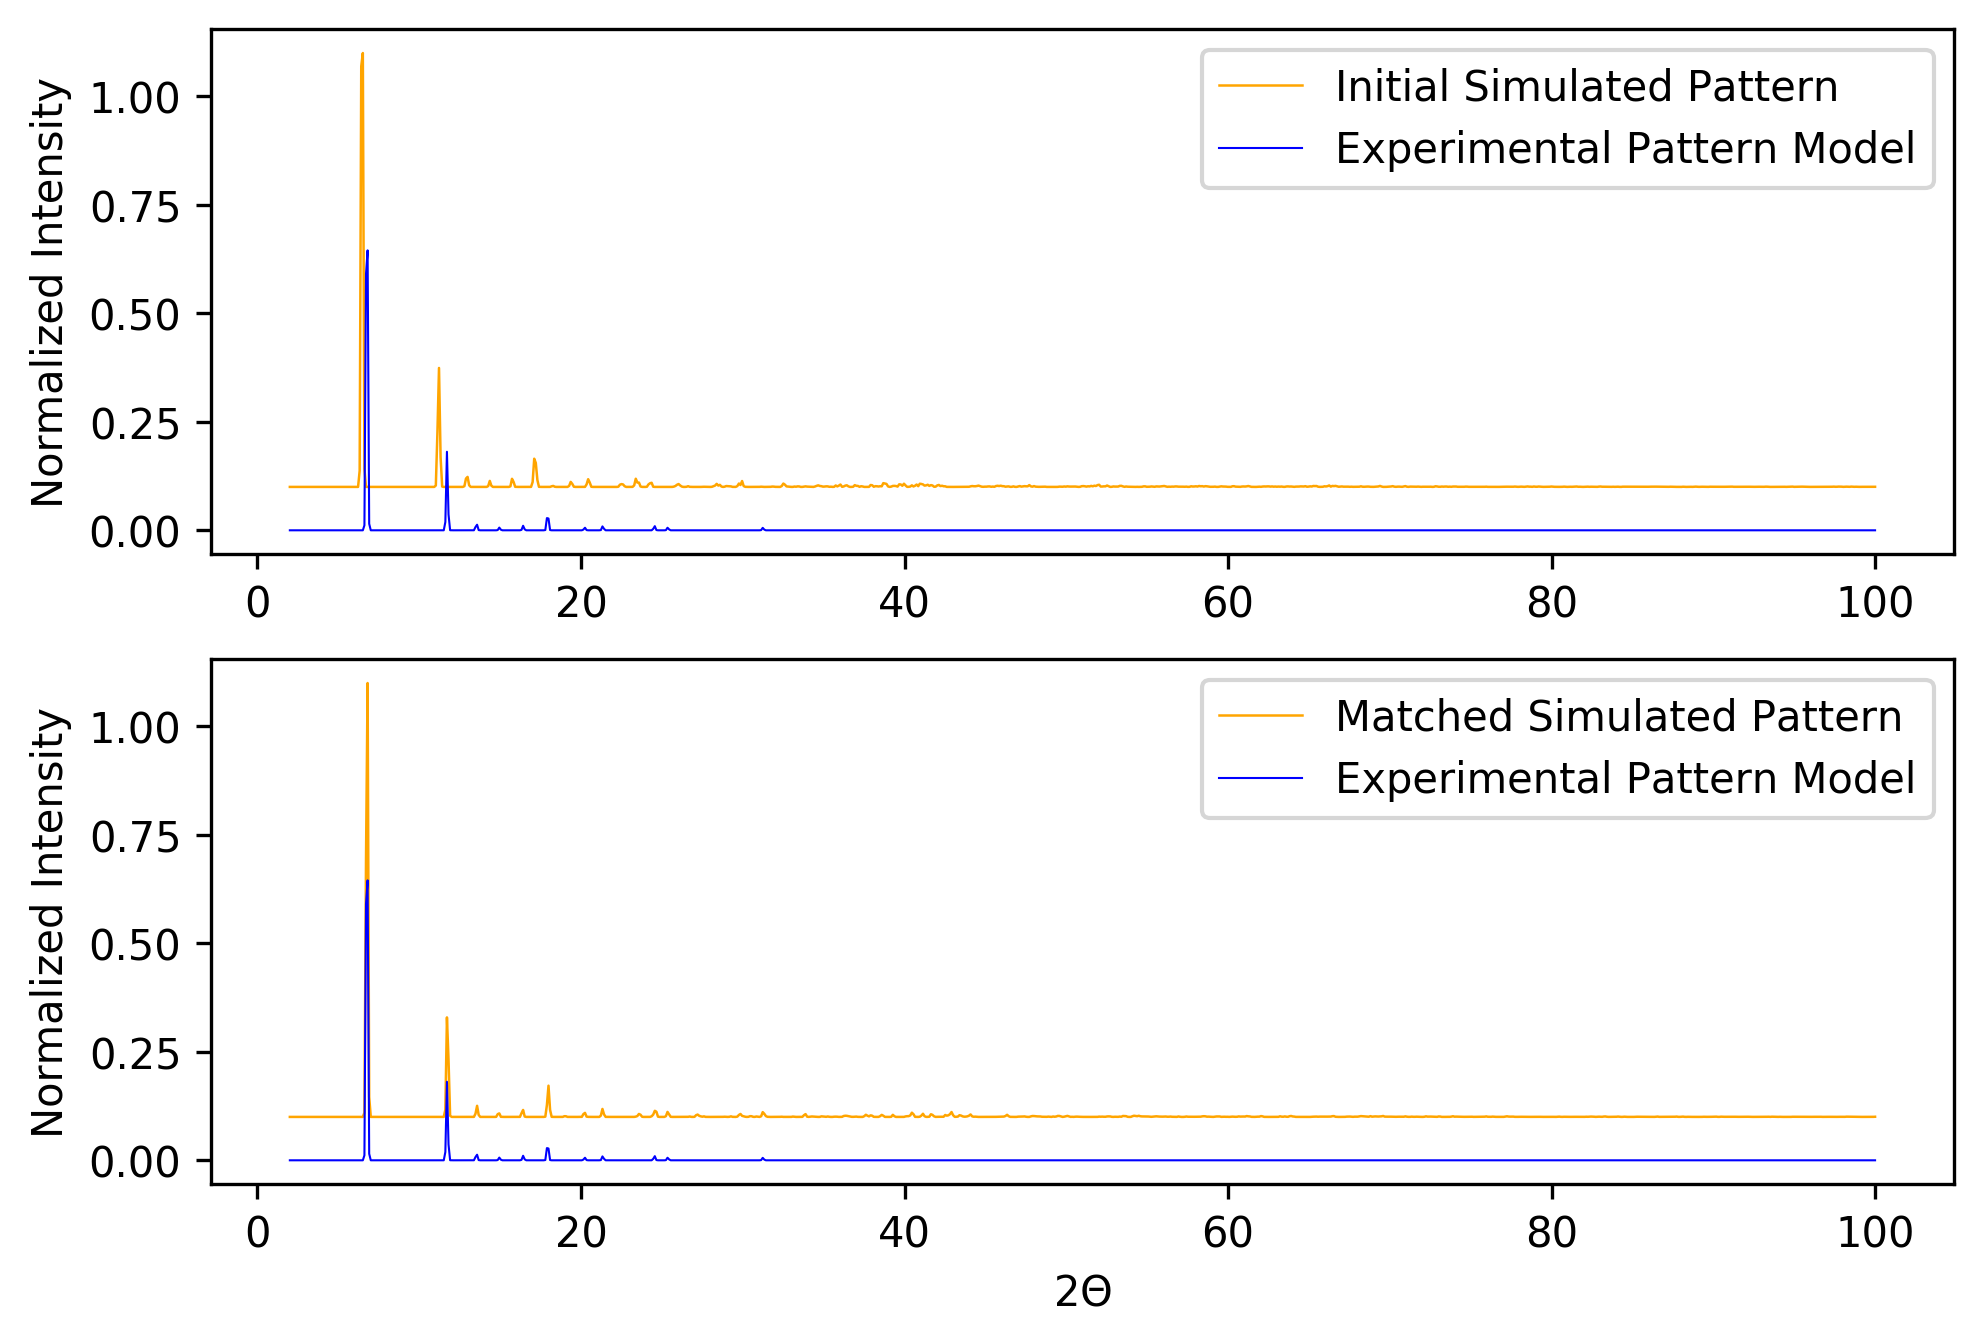 Normalized Intensity
1.00
0.75
0.50
0.25
0.00
0 20 40 60 80 100
Initial Simulated Pattern
Experimental Pattern Model
Normalized Intensity
1.00
0.75
0.50
0.25
0.00
0 20 40 60 80 100
Matched Simulated Pattern
Experimental Pattern Model
2Θ